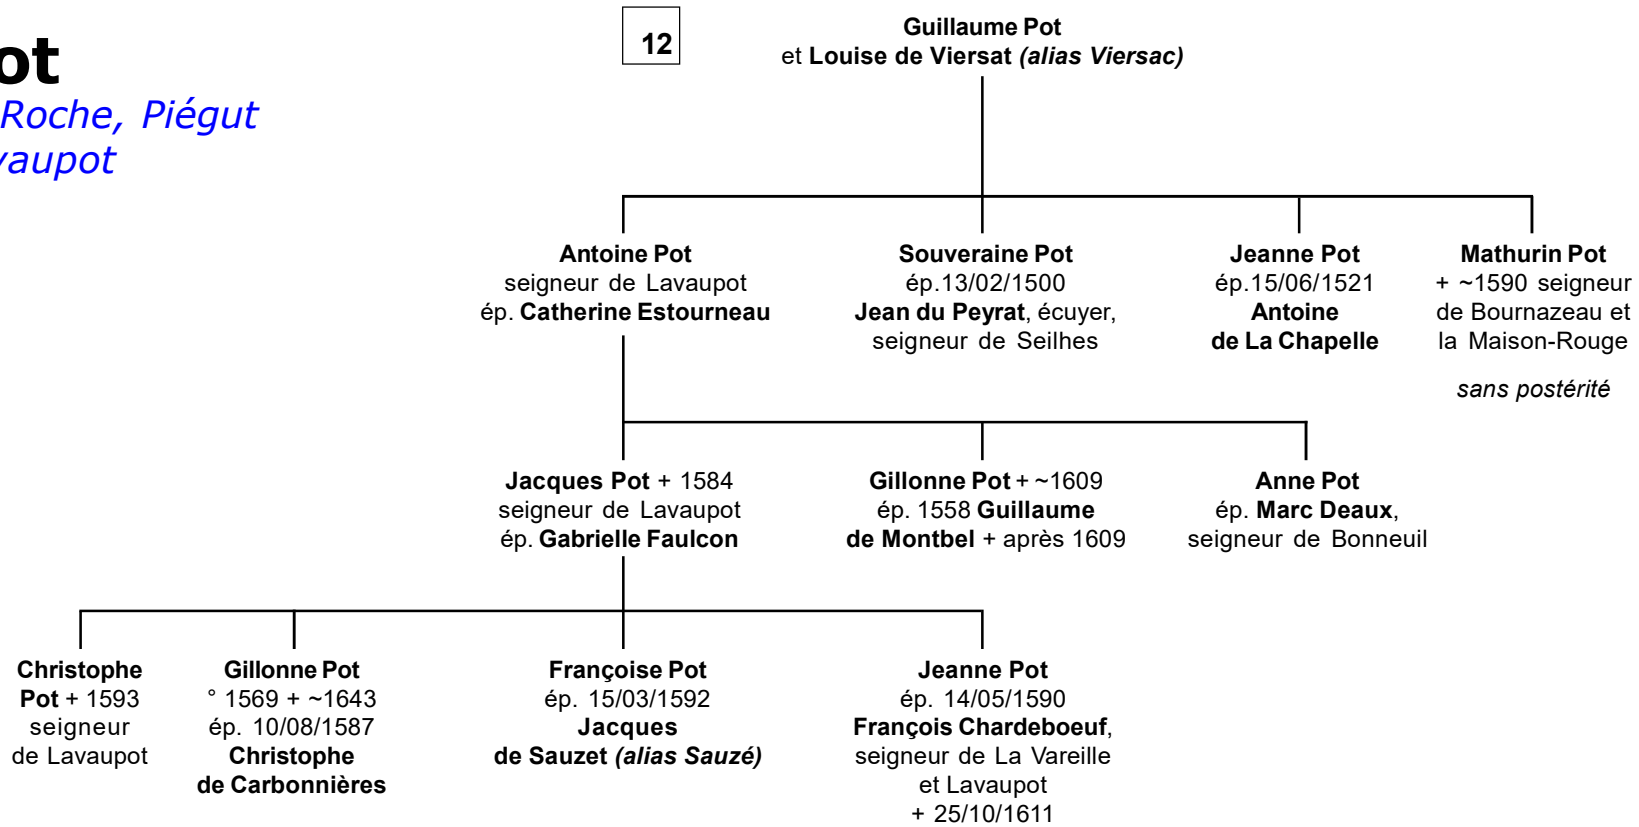 ot
Roche, Piégut
vaupot
12
Guillaume Pot
et Louise de Viersat (alias Viersac)
Antoine Pot
seigneur de Lavaupot
ép. Catherine Estourneau
Souveraine Pot
ép.13/02/1500
Jean du Peyrat, écuyer,
seigneur de Seilhes
Jeanne Pot
ép.15/06/1521
Antoine
de La Chapelle
Mathurin Pot
+ ~1590 seigneur
de Bournazeau et
la Maison-Rouge
sans postérité
Jacques Pot + 1584
seigneur de Lavaupot
ép. Gabrielle Faulcon
Gillonne Pot + ~1609
ép. 1558 Guillaume
de Montbel + après 1609
Anne Pot
ép. Marc Deaux,
seigneur de Bonneuil
Christophe
Pot + 1593
seigneur
de Lavaupot
Gillonne Pot
° 1569 + ~1643
ép. 10/08/1587
Christophe
de Carbonnières
Françoise Pot
ép. 15/03/1592
Jacques
de Sauzet (alias Sauzé)
Jeanne Pot
ép. 14/05/1590
François Chardeboeuf,
seigneur de La Vareille
et Lavaupot
+ 25/10/1611